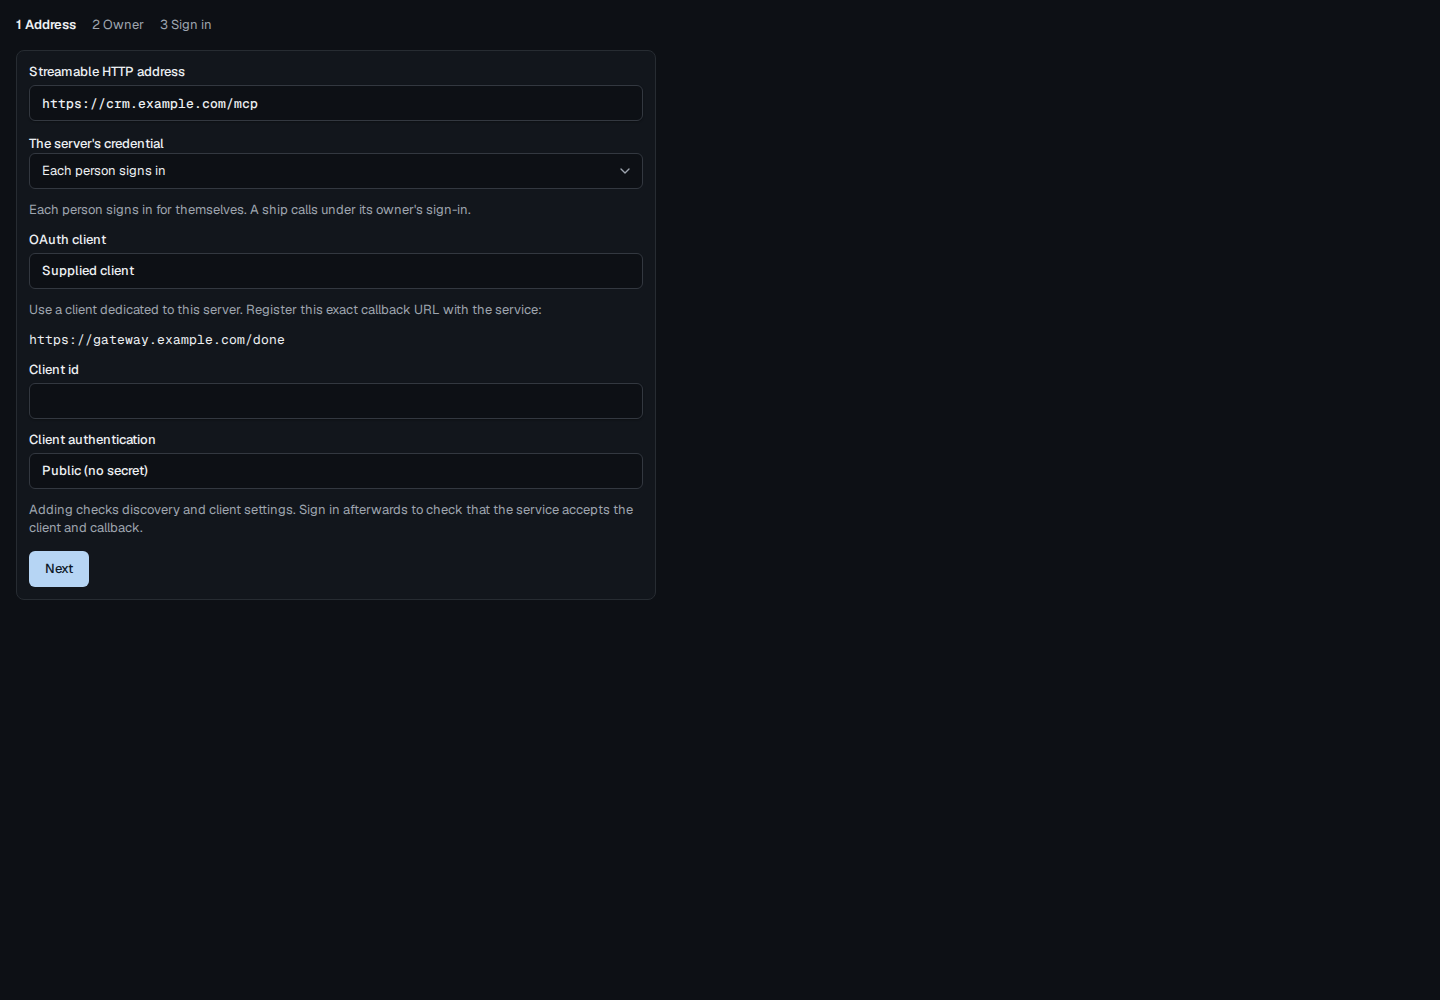 1 Address 2 Owner 3 Sign in
Streamable HTTP address
https://crm.example.com/mcp
The server's credential
Each person signs in
Each person signs in for themselves. A ship calls under its owner's sign-in.
OAuth client
Supplied client
Use a client dedicated to this server. Register this exact callback URL with the service:
https://gateway.example.com/done
Client id
Client authentication
Public (no secret)
Adding checks discovery and client settings. Sign in afterwards to check that the service accepts the
client and callback.
Next